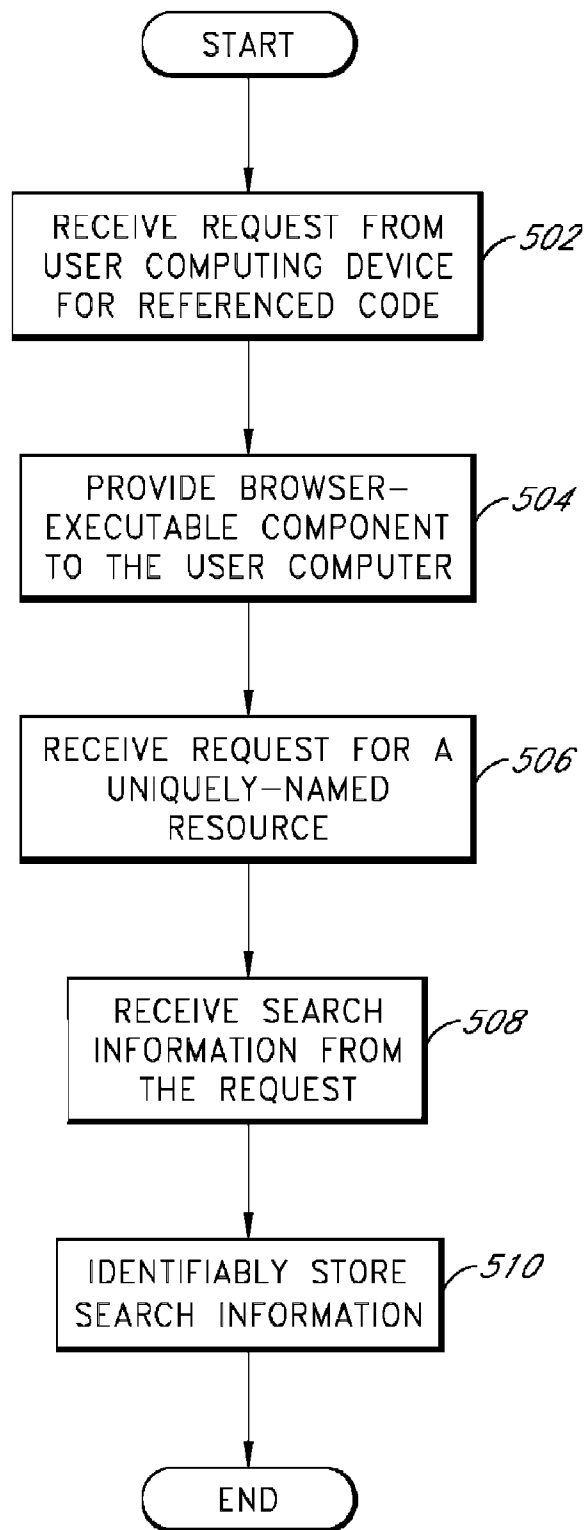 START
RECEIVE REQUEST FROM
USER COMPUTING DEVICE
FOR REFERENCED CODE
502
PROVIDE BROWSER-
EXECUTABLE COMPONENT
TO THE USER COMPUTER
504
RECEIVE REQUEST FOR A
UNIQUELY-NAMED
RESOURCE
506
RECEIVE SEARCH
INFORMATION FROM
THE REQUEST
508
IDENTIFIABLY STORE
SEARCH INFORMATION
510
END